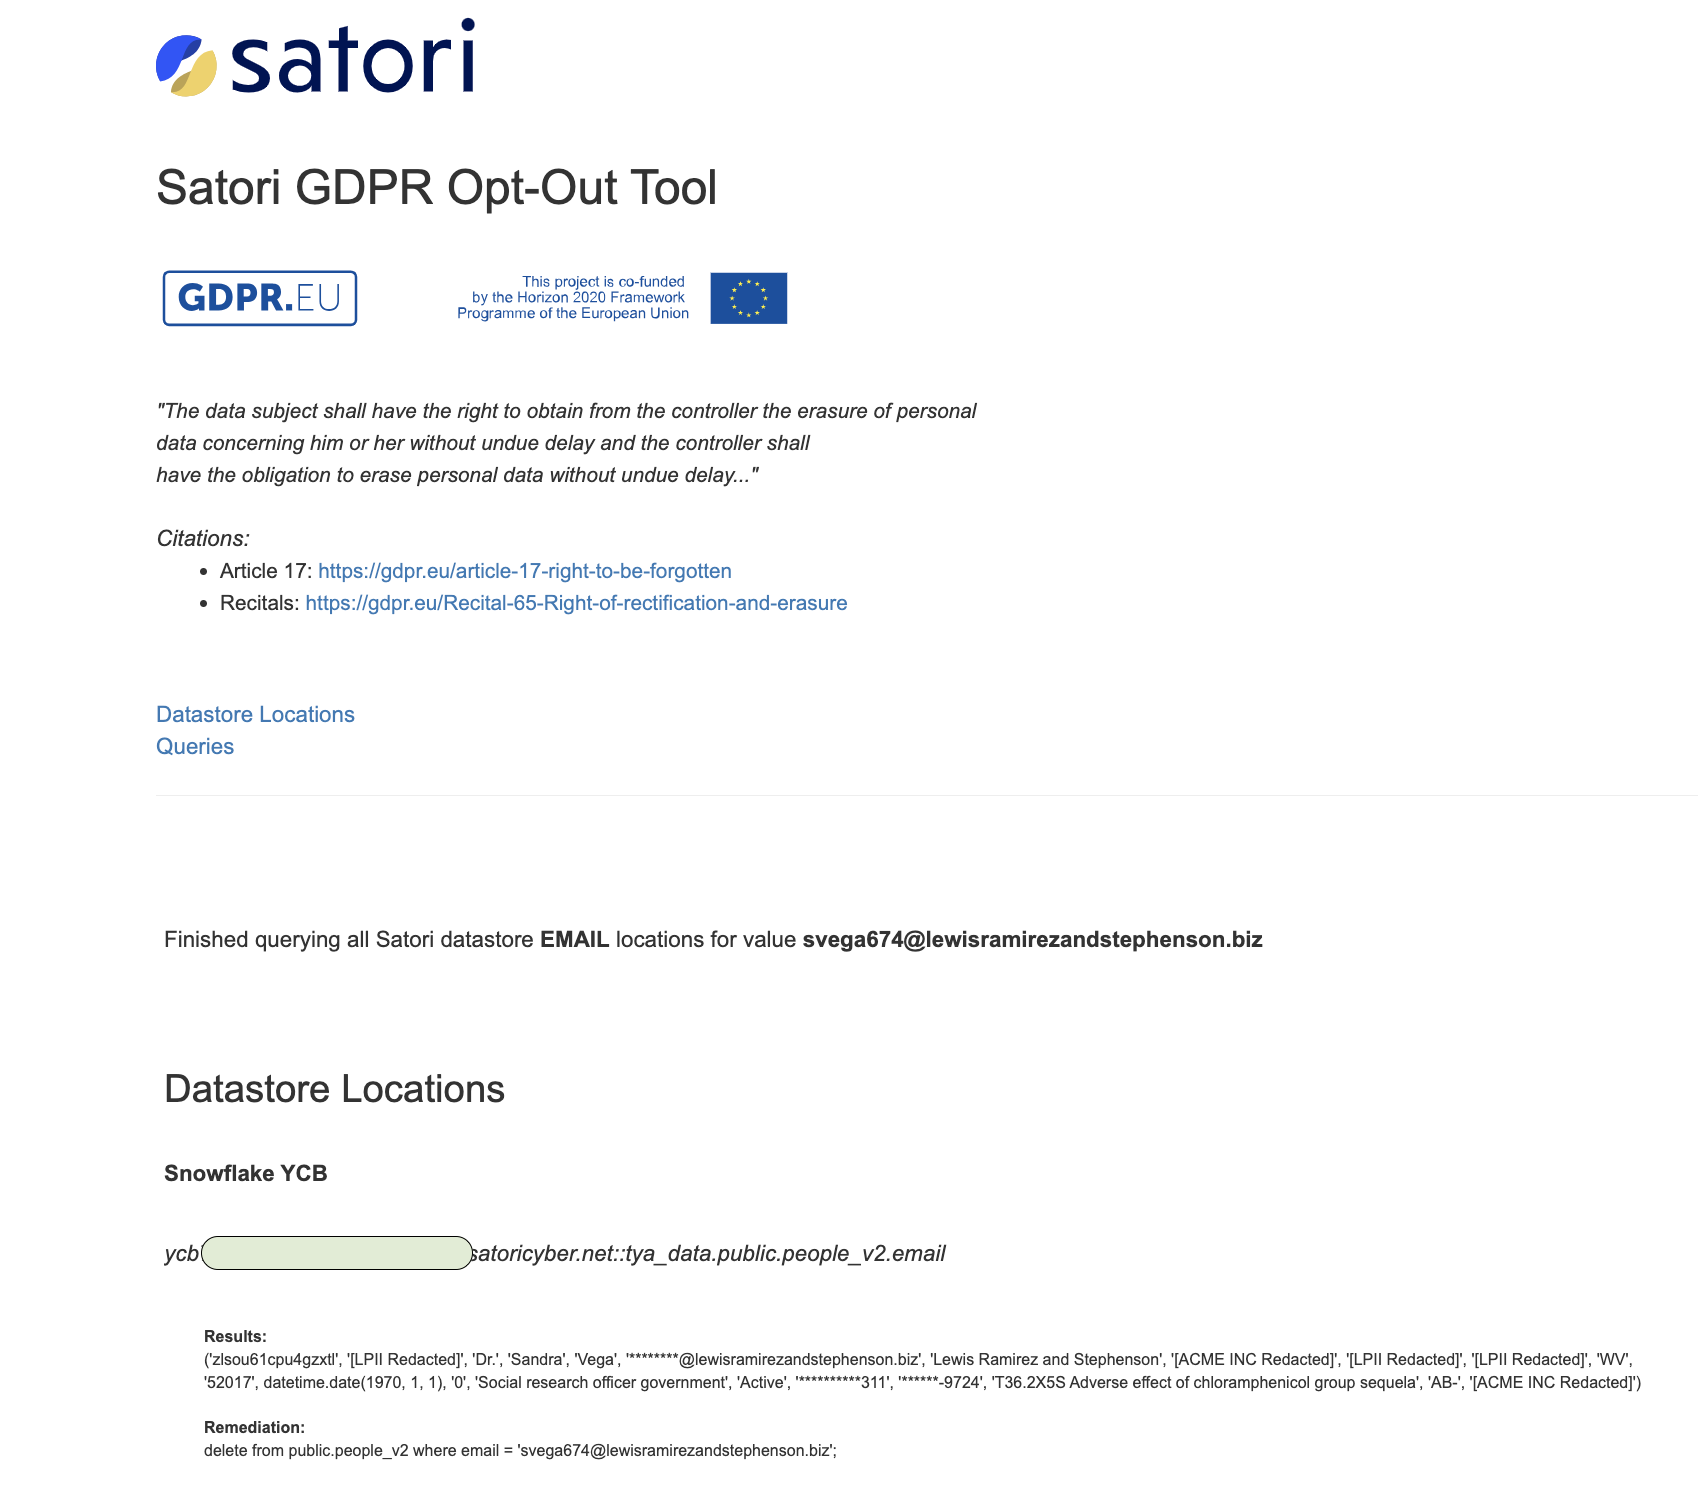 satori
Satori GDPR Opt-Out Tool
GDPR.EU
This project is co-funded
by the Horizon 2020 Framework
Programme of the European Union
"The data subject shall have the right to obtain from the controller the erasure of personal
data concerning him or her without undue delay and the controller shall
have the obligation to erase personal data without undue delay..."
Citations:
• Article 17: https://gdpr.eu/article-17-right-to-be-forgotten
• Recitals: https://gdpr.eu/Recital-65-Right-of-rectification-and-erasure
Datastore Locations
Queries
Finished querying all Satori datastore EMAIL locations for value svega674@lewisramirezandstephenson.biz
Datastore Locations
Snowflake YCB
ycb satoricyber.net::tya_data.public.people_v2.email
Results:
('zlsou61cpu4gzxtl', '[LPII Redacted]', 'Dr.', 'Sandra', 'Vega', '********@lewisramirezandstephenson.biz', 'Lewis Ramirez and Stephenson', '[ACME INC Redacted]', '[LPII Redacted]', '[LPII Redacted]', 'WV',
'52017', datetime.date(1970, 1, 1), '0', 'Social research officer government', 'Active', '**********311', '******-9724', 'T36.2X5S Adverse effect of chloramphenicol group sequela', 'AB-', '[ACME INC Redacted]')
Remediation:
delete from public.people_v2 where email = 'svega674@lewisramirezandstephenson.biz';